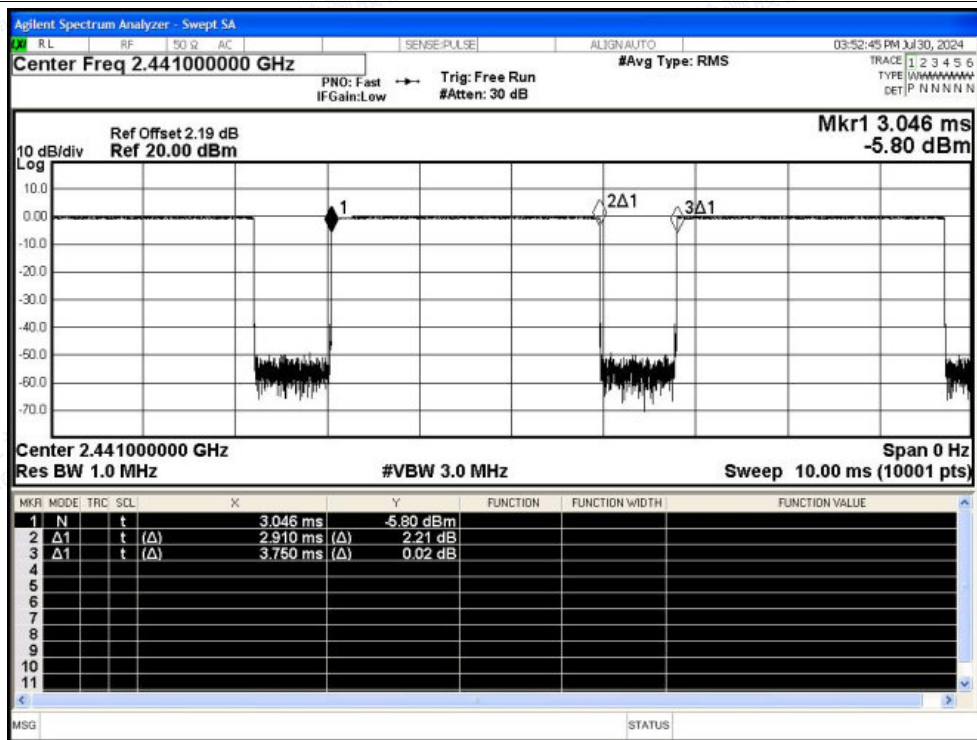 Agilent Spectrum Analyzer - Swept SA
LXI RL RF 50 Ω AC SENSE:PULSE ALIGNAUTO 03:52:45 PM Jul 30, 2024
Center Freq 2.441000000 GHz
PNO: Fast
IFGain:Low
Trig: Free Run
#Atten: 30 dB
#Avg Type: RMS
TRACE 1 2 3 4 5 6
TYPE WWWWWW
DET P N N N N N
Mkr1 3.046 ms
-5.80 dBm
Ref Offset 2.19 dB
10 dB/div Ref 20.00 dBm
Log
10.0
0.00
-10.0
-20.0
-30.0
-40.0
-50.0
-60.0
-70.0
1
2Δ1
3Δ1
Center 2.441000000 GHz Span 0 Hz
Res BW 1.0 MHz #VBW 3.0 MHz Sweep 10.00 ms (10001 pts)
MKR MODE TRC SCL X Y FUNCTION FUNCTION WIDTH FUNCTION VALUE
1 N t 3.046 ms -5.80 dBm
2 Δ1 t (Δ) 2.910 ms (Δ) 2.21 dB
3 Δ1 t (Δ) 3.750 ms (Δ) 0.02 dB
4
5
6
7
8
9
10
11
MSG STATUS